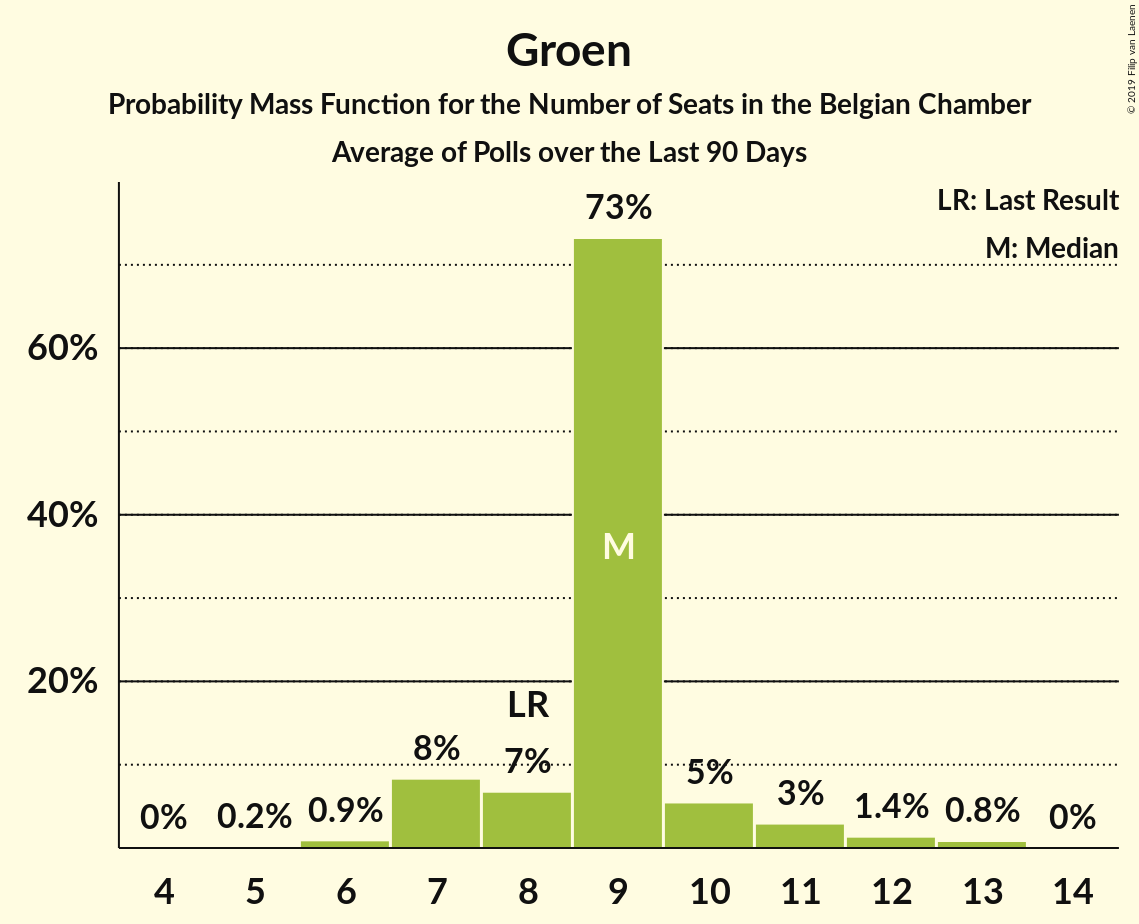 Groen
Probability Mass Function for the Number of Seats in the Belgian Chamber
Average of Polls over the Last 90 Days
© 2019 Filip van Laenen
LR: Last Result
M: Median
60%
40%
20%
0%
0.2%
0.9%
8%
LR
7%
73%
M
5%
3%
1.4%
0.8%
0%
4 5 6 7 8 9 10 11 12 13 14